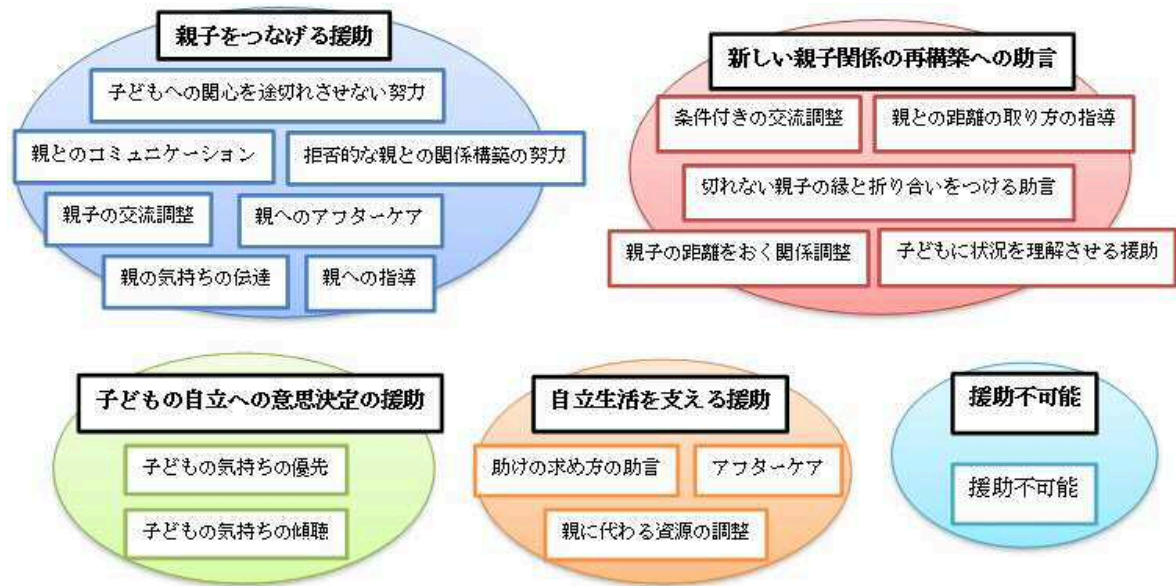 親子をつなげる援助
子どもへの関心を途切れさせない努力
親とのコミュニケーション
拒否的な親との関係構築の努力
親子の交流調整
親へのアフターケア
親の気持ちの伝達
親への指導
新しい親子関係の再構築への助言
条件付きの交流調整
親との距離の取り方の指導
切れない親子の縁と折り合いをつける助言
親子の距離をおく関係調整
子どもに状況を理解させる援助
子どもの自立への意思決定の援助
子どもの気持ちの優先
子どもの気持ちの傾聴
自立生活を支える援助
助けの求め方の助言
アフターケア
親に代わる資源の調整
援助不可能
援助不可能